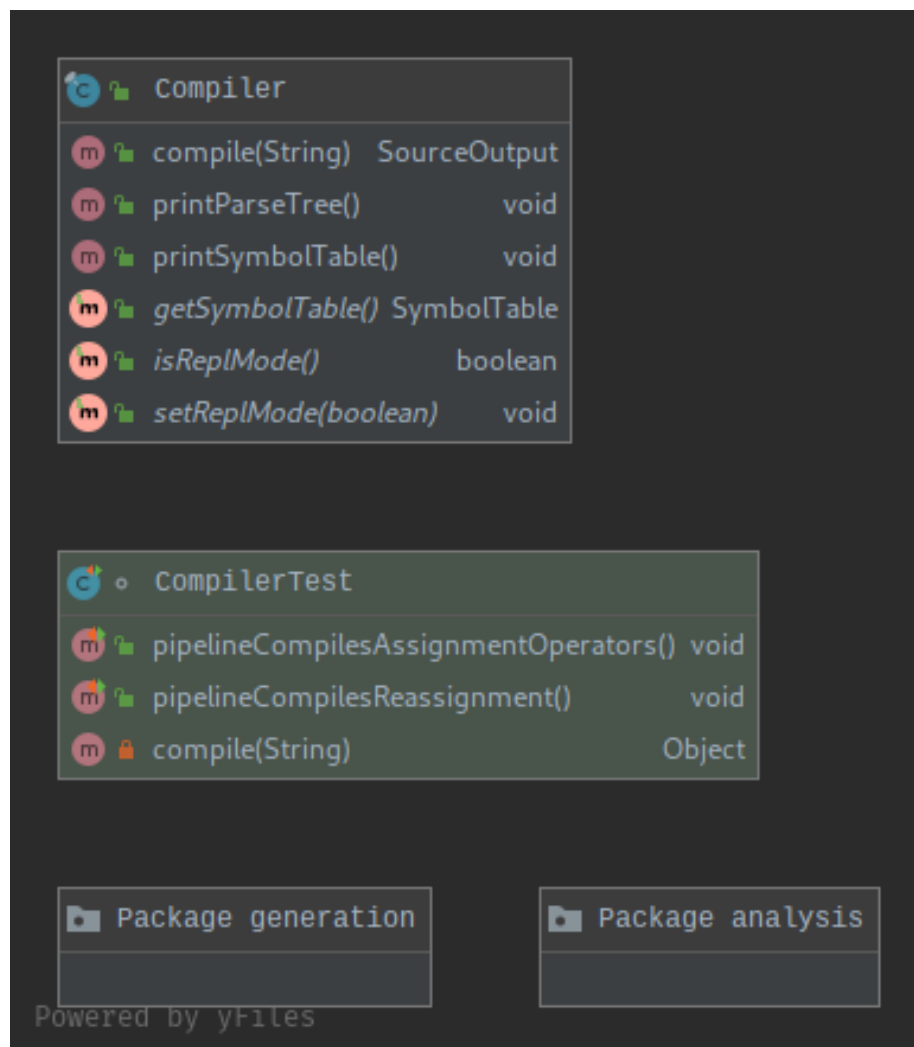 Compiler
compile(String) SourceOutput
printParseTree() void
printSymbolTable() void
getSymbolTable() SymbolTable
isReplMode() boolean
setReplMode(boolean) void
CompilerTest
pipelineCompilesAssignmentOperators() void
pipelineCompilesReassignment() void
compile(String) Object
Package generation
Package analysis
Powered by yFiles